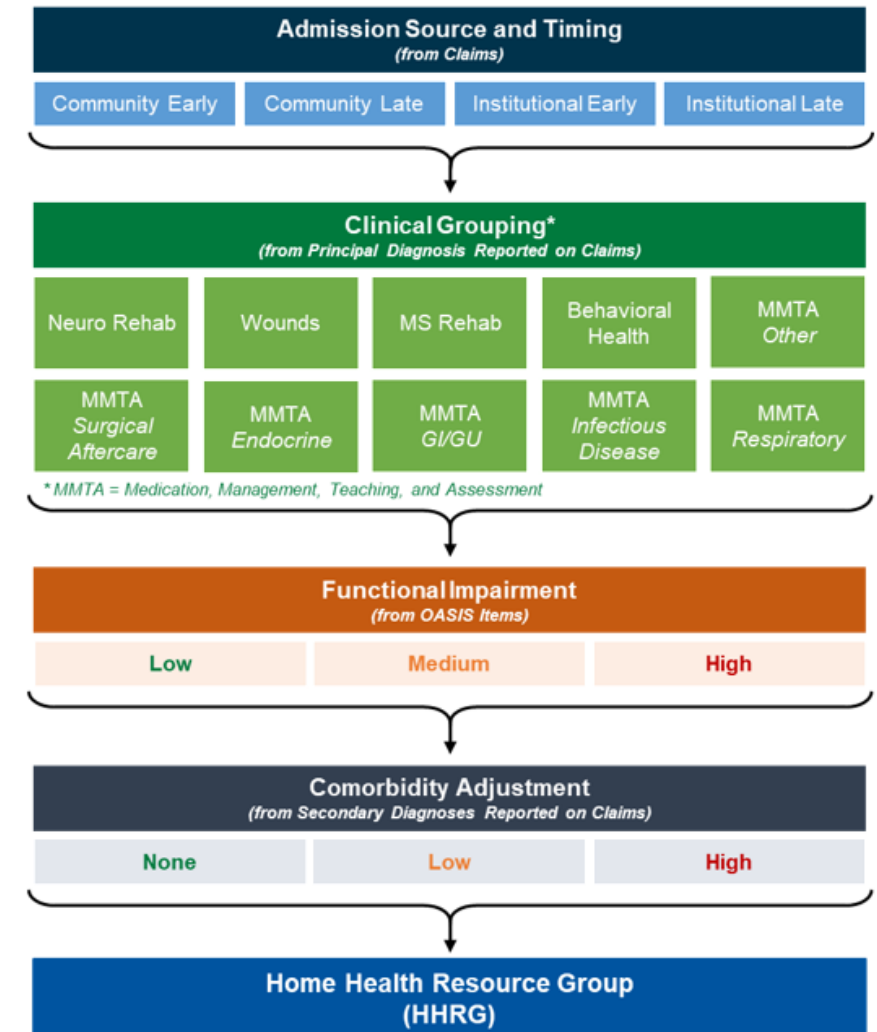 Admission Source and Timing
(from Claims)
Community Early
Community Late
Institutional Early
Institutional Late
Clinical Grouping*
(from Principal Diagnosis Reported on Claims)
Neuro Rehab
Wounds
MS Rehab
Behavioral
Health
MMTA
Other
MMTA
Surgical
Aftercare
MMTA
Endocrine
MMTA
GI/GU
MMTA
Infectious
Disease
MMTA
Respiratory
* MMTA = Medication, Management, Teaching, and Assessment
Functional Impairment
(from OASIS Items)
Low
Medium
High
Comorbidity Adjustment
(from Secondary Diagnoses Reported on Claims)
None
Low
High
Home Health Resource Group
(HHRG)